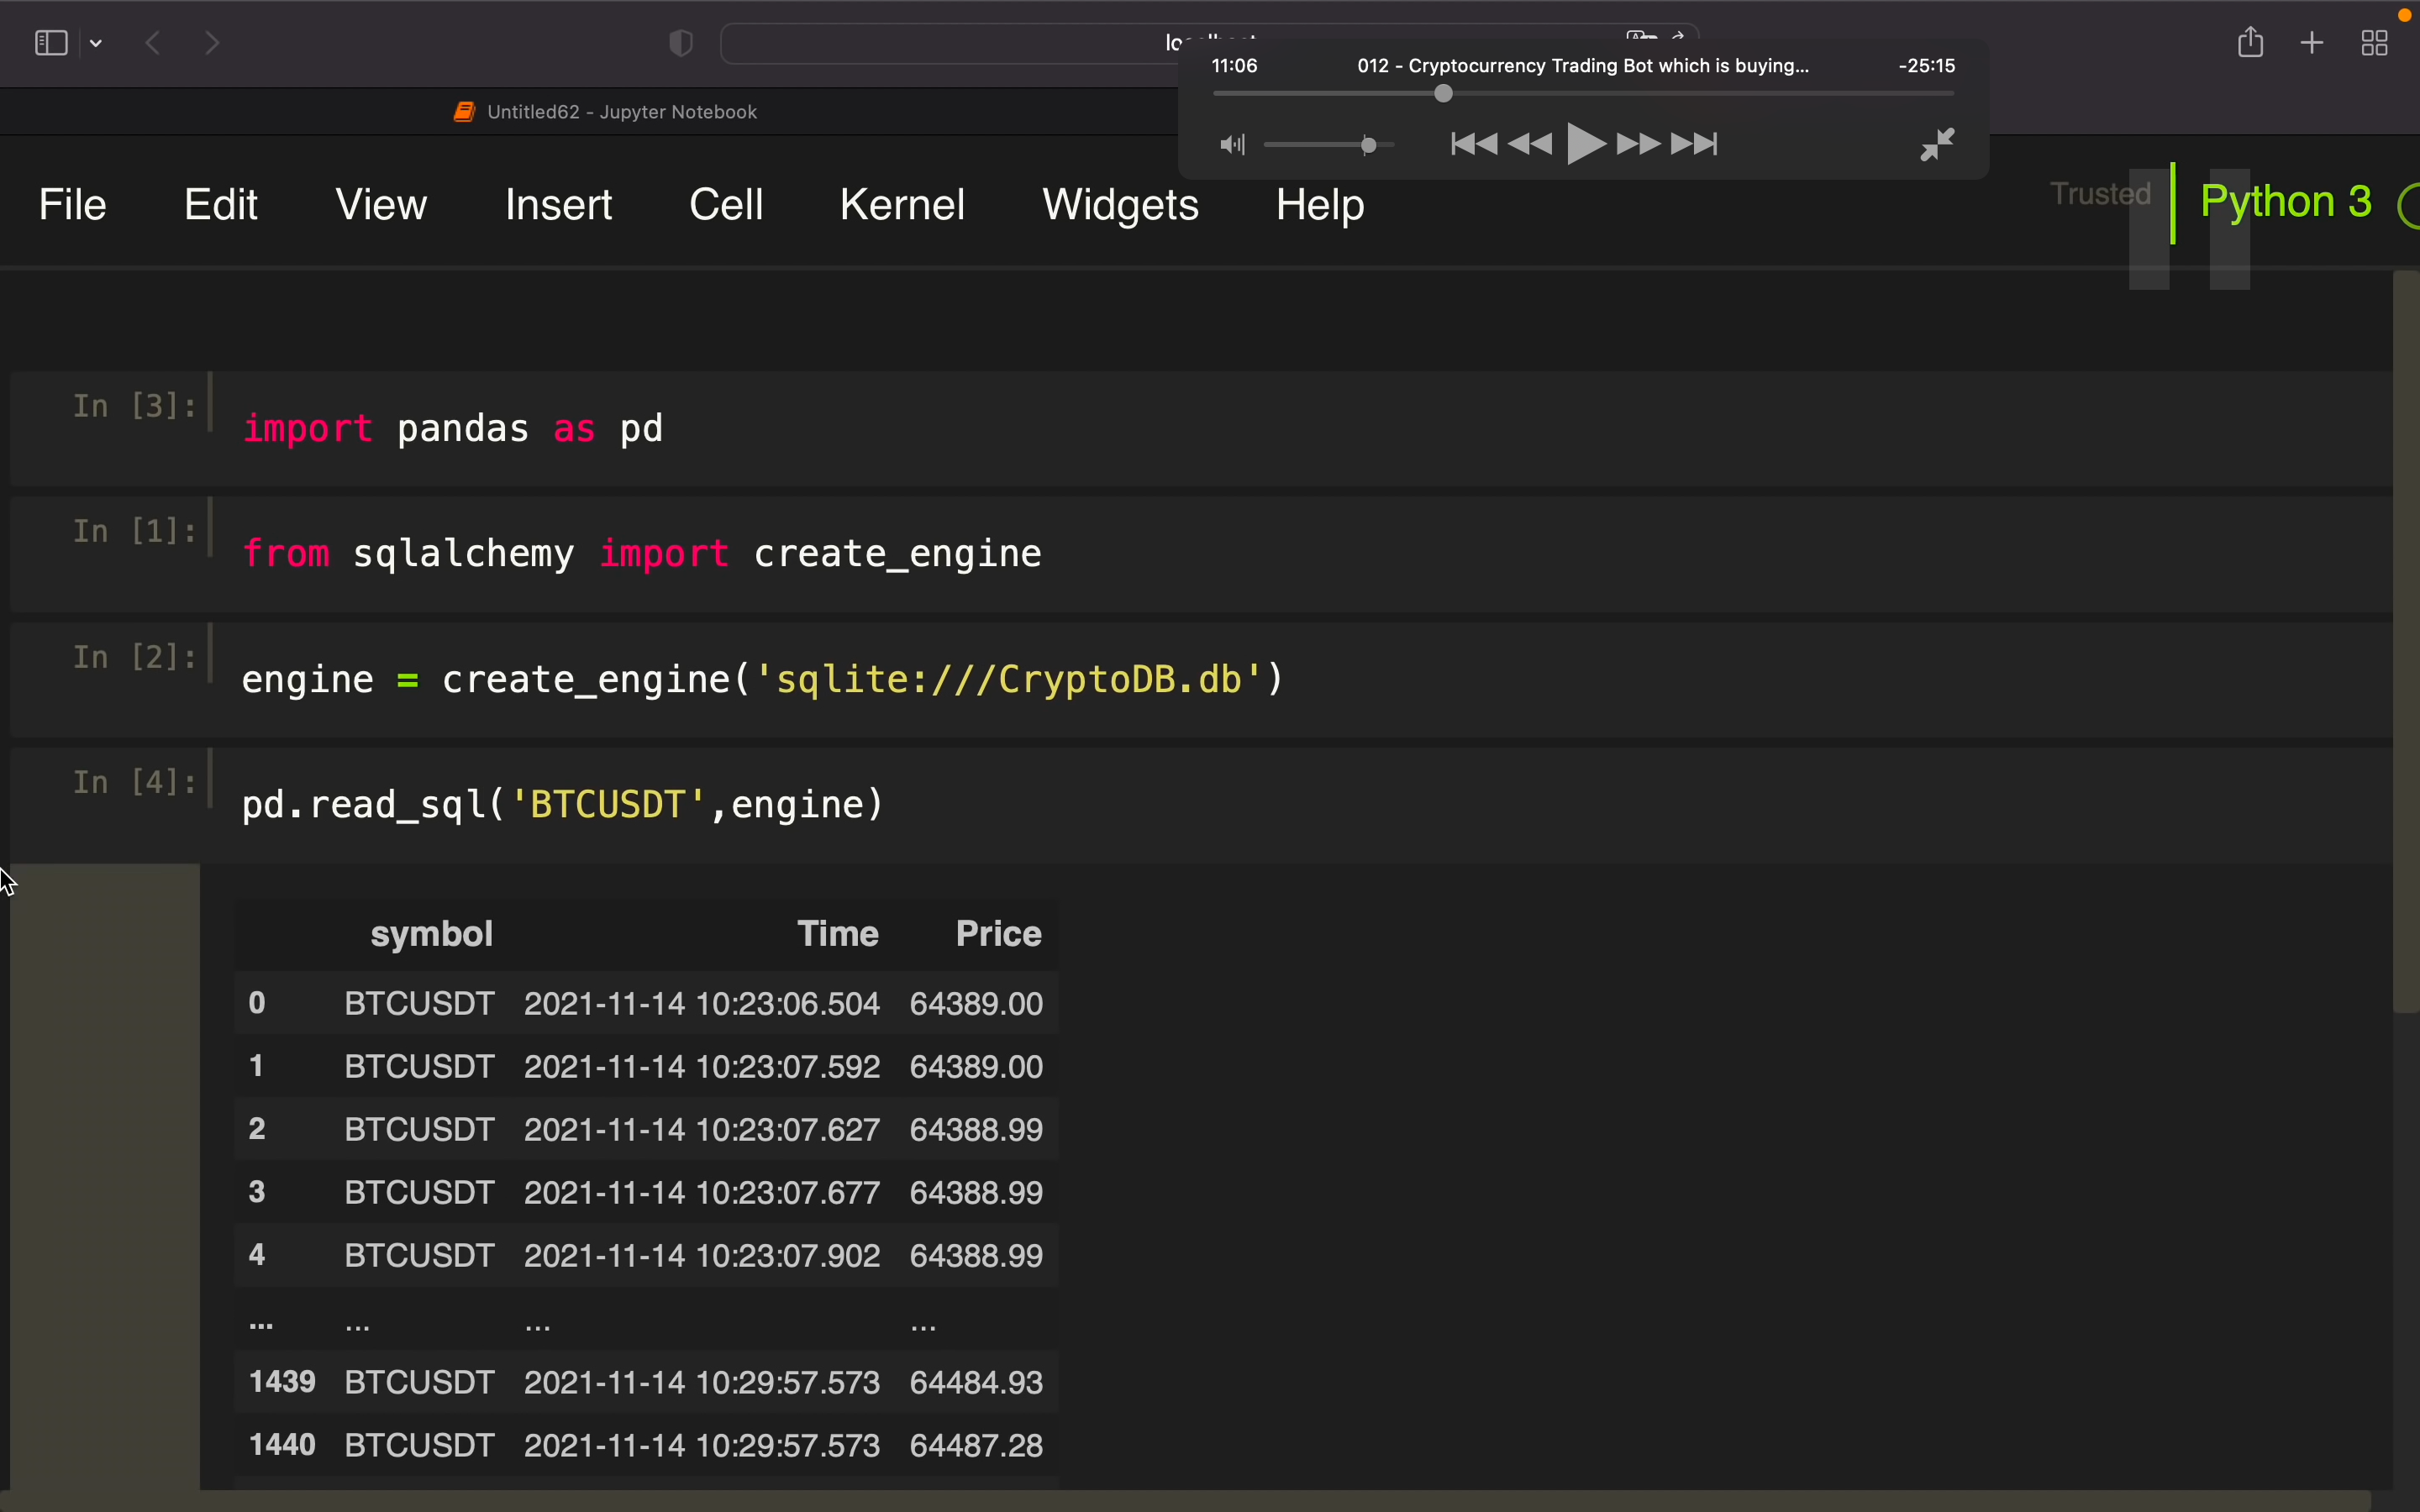 11:06 012 - Cryptocurrency Trading Bot which is buying... -25:15
Untitled62 - Jupyter Notebook
File Edit View Insert Cell Kernel Widgets Help Trusted Python 3
In [3]: import pandas as pd
In [1]: from sqlalchemy import create_engine
In [2]: engine = create_engine('sqlite:///CryptoDB.db')
In [4]: pd.read_sql('BTCUSDT',engine)
symbol Time Price
0 BTCUSDT 2021-11-14 10:23:06.504 64389.00
1 BTCUSDT 2021-11-14 10:23:07.592 64389.00
2 BTCUSDT 2021-11-14 10:23:07.627 64388.99
3 BTCUSDT 2021-11-14 10:23:07.677 64388.99
4 BTCUSDT 2021-11-14 10:23:07.902 64388.99
... ... ... ...
1439 BTCUSDT 2021-11-14 10:29:57.573 64484.93
1440 BTCUSDT 2021-11-14 10:29:57.573 64487.28